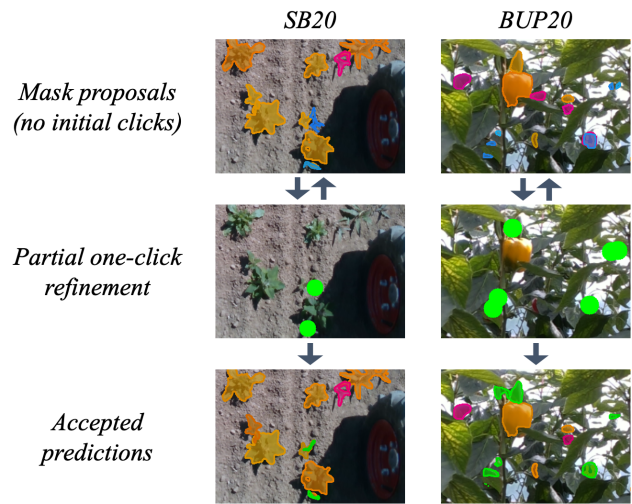 SB20
BUP20
Mask proposals
(no initial clicks)
Partial one-click
refinement
Accepted
predictions